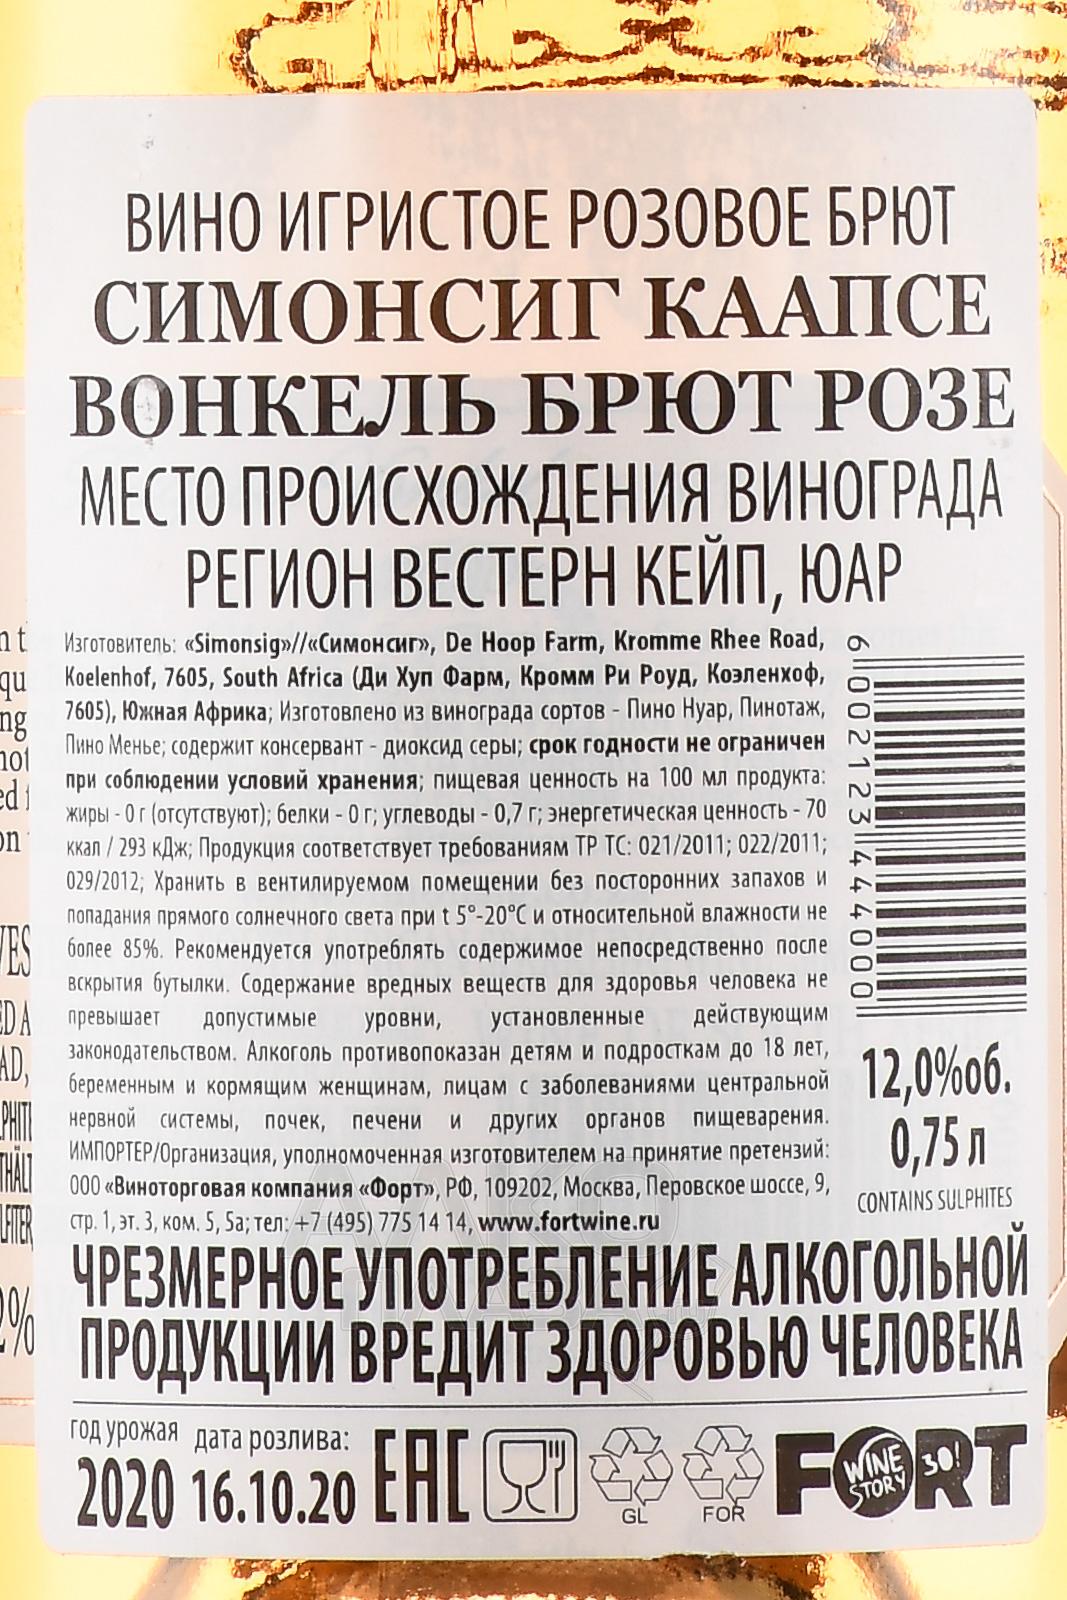 ВИНО ИГРИСТОЕ РОЗОВОЕ БРЮТ
СИМОНСИГ КААПСЕ
ВОНКЕЛЬ БРЮТ РОЗЕ
МЕСТО ПРОИСХОЖДЕНИЯ ВИНОГРАДА
РЕГИОН ВЕСТЕРН КЕЙП, ЮАР
Изготовитель: «Simonsig»//«Симонсиг», De Hoop Farm, Kromme Rhee Road,
Koelenhof, 7605, South Africa (Ди Хуп Фарм, Кромм Ри Роуд, Коэленхоф,
7605), Южная Африка; Изготовлено из винограда сортов - Пино Нуар, Пинотаж,
Пино Менье; содержит консервант - диоксид серы; срок годности не ограничен
при соблюдении условий хранения; пищевая ценность на 100 мл продукта:
жиры - 0 г (отсутствуют); белки - 0 г; углеводы - 0,7 г; энергетическая ценность - 70
ккал / 293 кДж; Продукция соответствует требованиям ТР ТС: 021/2011; 022/2011;
029/2012; Хранить в вентилируемом помещении без посторонних запахов и
попадания прямого солнечного света при t 5°-20°C и относительной влажности не
более 85%. Рекомендуется употреблять содержимое непосредственно после
вскрытия бутылки. Содержание вредных веществ для здоровья человека не
превышает допустимые уровни, установленные действующим
законодательством. Алкоголь противопоказан детям и подросткам до 18 лет,
беременным и кормящим женщинам, лицам с заболеваниями центральной
нервной системы, почек, печени и других органов пищеварения.
ИМПОРТЕР/Организация, уполномоченная изготовителем на принятие претензий:
ООО «Виноторговая компания «Форт», РФ, 109202, Москва, Перовское шоссе, 9,
стр. 1, эт. 3, ком. 5, 5а; тел: +7 (495) 775 14 14, www.fortwine.ru
6 002123 444000
12,0%об.
0,75 л
CONTAINS SULPHITES
ЧРЕЗМЕРНОЕ УПОТРЕБЛЕНИЕ АЛКОГОЛЬНОЙ
ПРОДУКЦИИ ВРЕДИТ ЗДОРОВЬЮ ЧЕЛОВЕКА
год урожая
2020
дата розлива:
16.10.20
EAC
GL
FOR
FORT
WINE STORY
30!